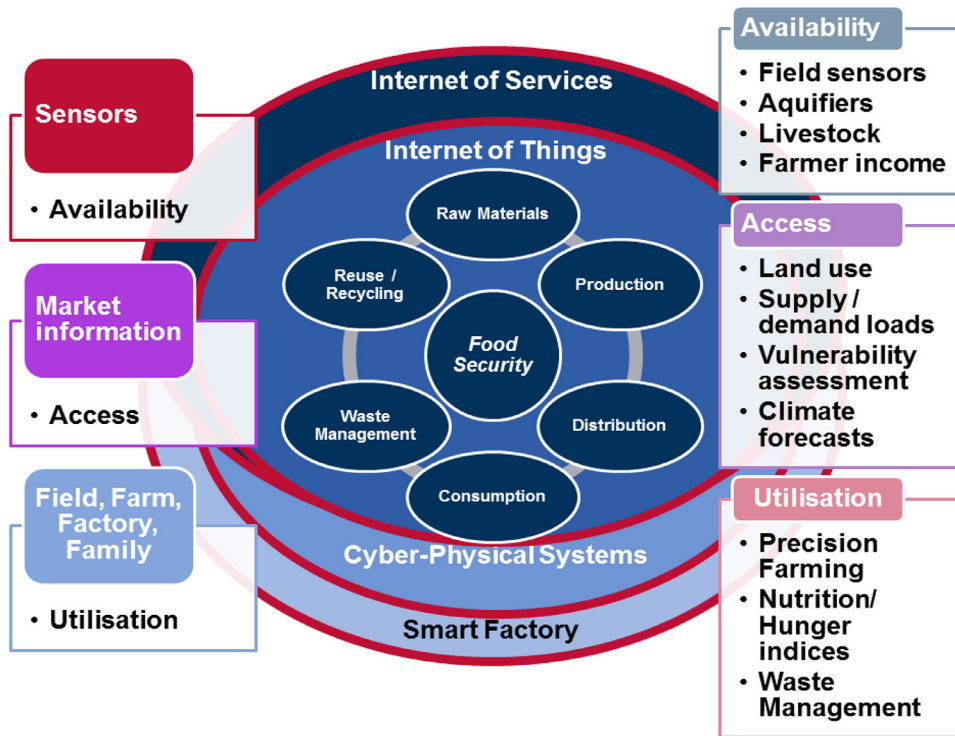 Sensors
• Availability
Market
information
• Access
Field, Farm,
Factory,
Family
• Utilisation
Internet of Services
Internet of Things
Raw Materials
Reuse /
Recycling
Production
Food
Security
Waste
Management
Distribution
Consumption
Cyber-Physical Systems
Smart Factory
Availability
• Field sensors
• Aquifiers
• Livestock
• Farmer income
Access
• Land use
• Supply /
demand loads
• Vulnerability
assessment
• Climate
forecasts
Utilisation
• Precision
Farming
• Nutrition/
Hunger
indices
• Waste
Management